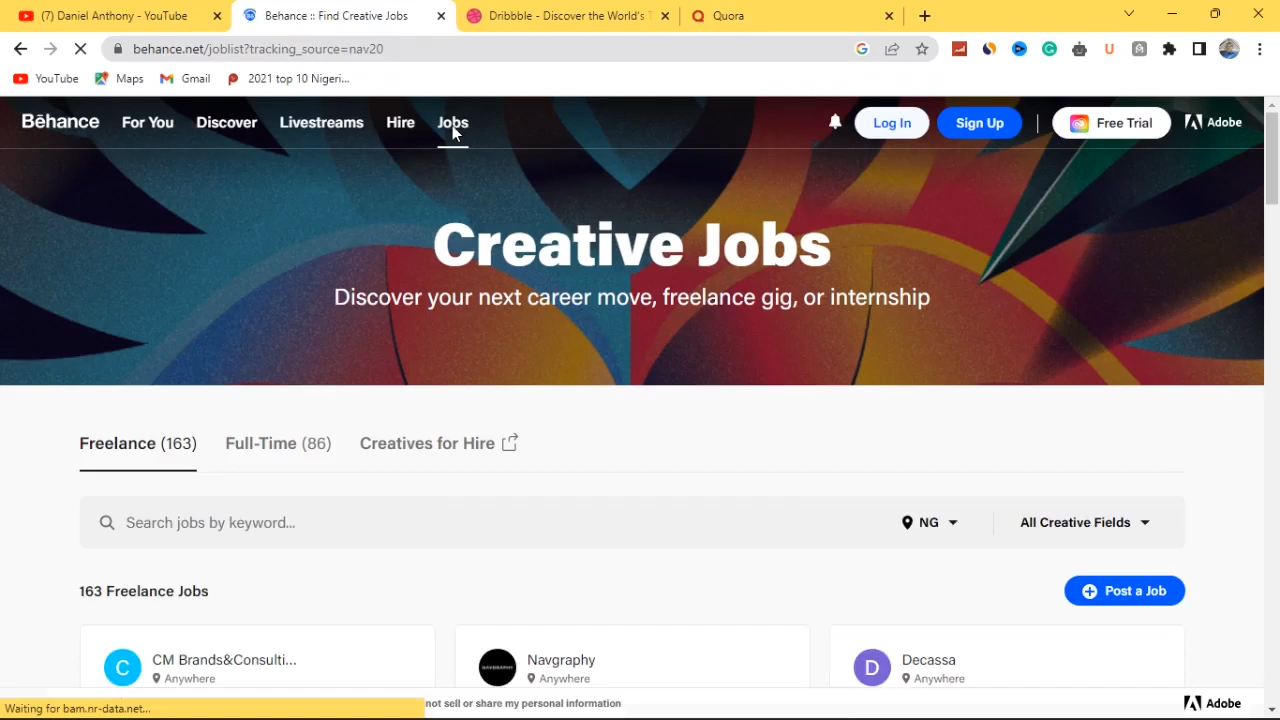 (7) Daniel Anthony - YouTube
Behance :: Find Creative Jobs
Dribbble - Discover the World's T
Quora
behance.net/joblist?tracking_source=nav20
YouTube
Maps
Gmail
2021 top 10 Nigeri...
Bēhance
For You
Discover
Livestreams
Hire
Jobs
Log In
Sign Up
Free Trial
Adobe
Creative Jobs
Discover your next career move, freelance gig, or internship
Freelance (163)
Full-Time (86)
Creatives for Hire
Search jobs by keyword...
NG
All Creative Fields
163 Freelance Jobs
Post a Job
C
CM Brands&Consulti...
Anywhere
NAVGRAPHY
Navgraphy
Anywhere
D
Decassa
Anywhere
Waiting for bam.nr-data.net...
not sell or share my personal information
Adobe